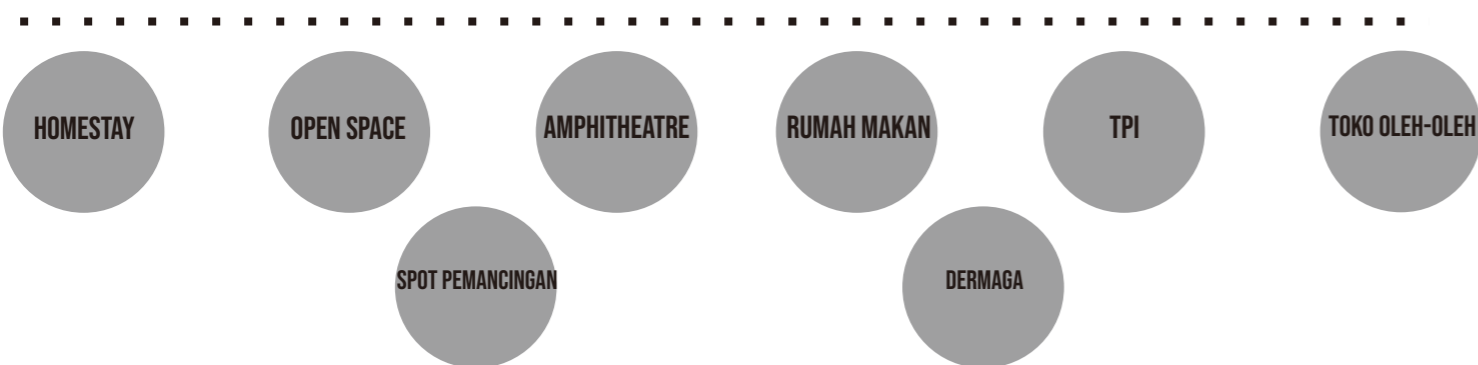 HOMESTAY
OPEN SPACE
AMPHITHEATRE
RUMAH MAKAN
TPI
TOKO OLEH-OLEH
SPOT PEMANCINGAN
DERMAGA